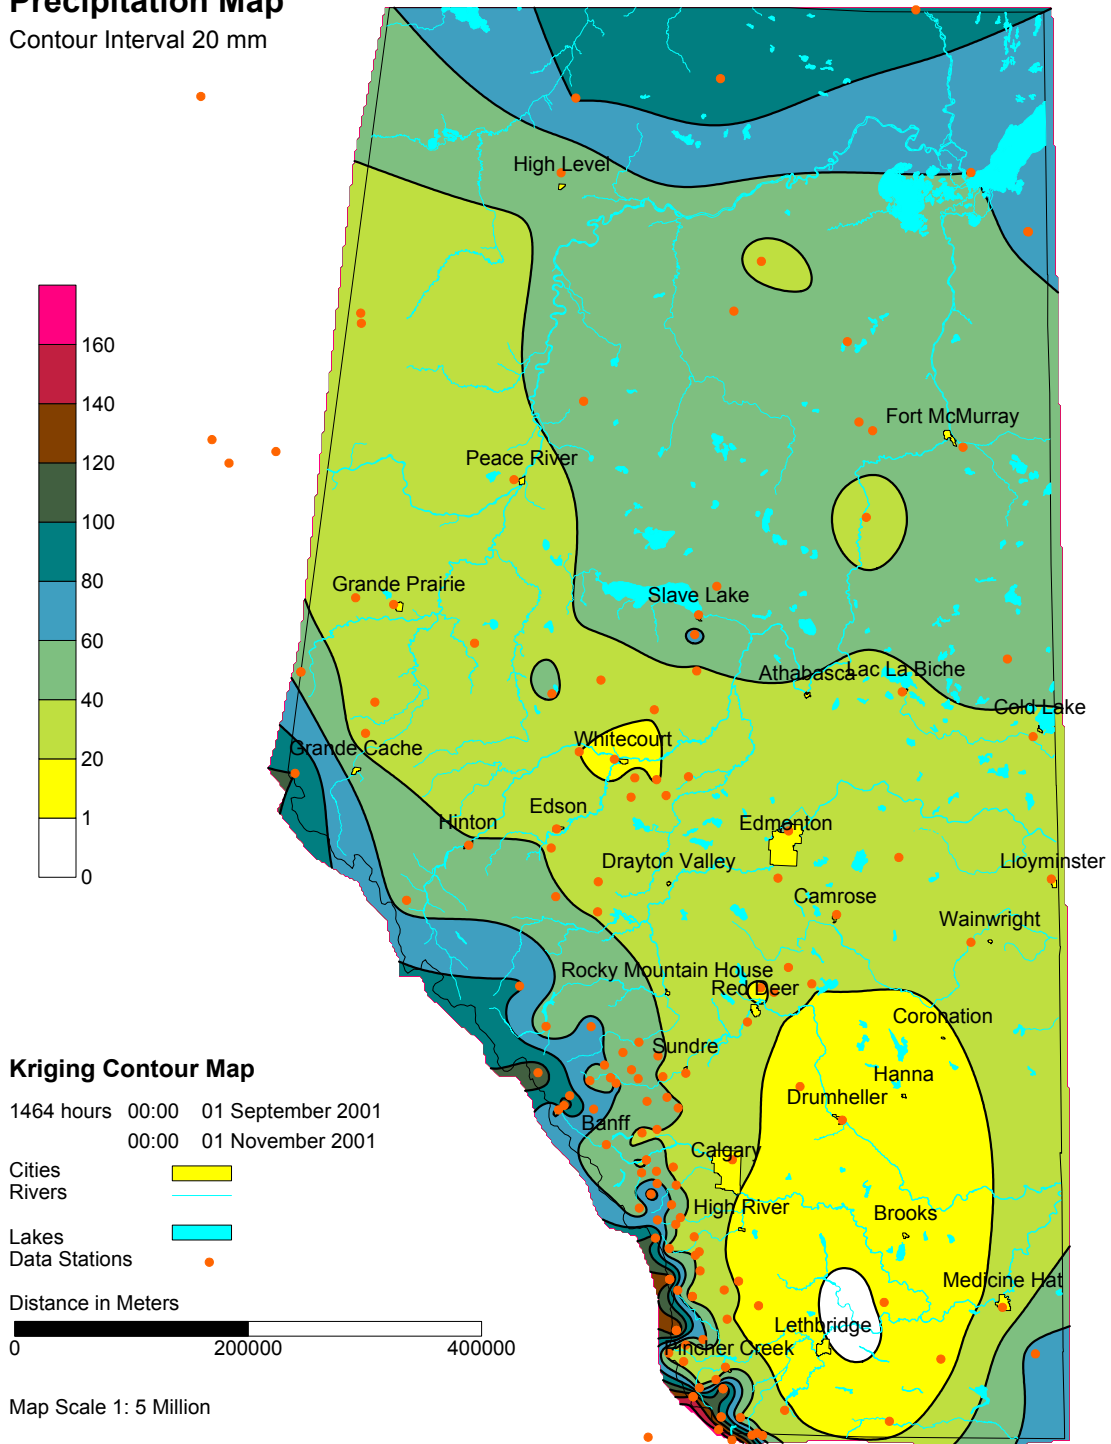 Precipitation Map
Contour Interval 20 mm
High Level
160
140
120
100
80
60
40
20
1
0
Fort McMurray
Peace River
Grande Prairie
Slave Lake
Athabasca
Lac La Biche
Cold Lake
Whitecourt
Grande Cache
Edson
Hinton
Edmonton
Drayton Valley
Lloyminster
Camrose
Wainwright
Rocky Mountain House
Red Deer
Coronation
Sundre
Hanna
Drumheller
Banff
Calgary
High River
Brooks
Medicine Hat
Lethbridge
Pincher Creek
Kriging Contour Map
1464 hours 00:00 01 September 2001
00:00 01 November 2001
Cities
Rivers
Lakes
Data Stations
Distance in Meters
0 200000 400000
Map Scale 1: 5 Million